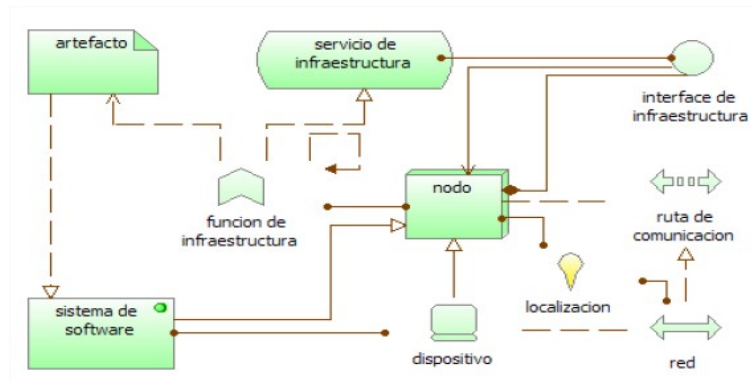 artefacto
servicio de
infraestructura
interface de
infraestructura
nodo
funcion de
infraestructura
ruta de
comunicacion
localizacion
sistema de
software
dispositivo
red